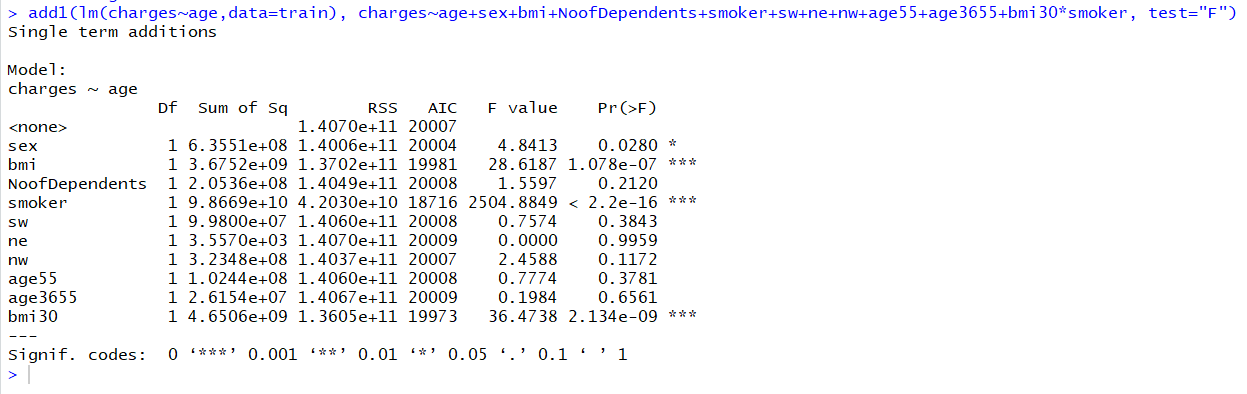 > add1(lm(charges~age,data=train), charges~age+sex+bmi+NoofDependents+smoker+sw+ne+nw+age55+age3655+bmi30*smoker, test="F")
Single term additions

Model:
charges ~ age
               Df  Sum of Sq        RSS   AIC   F value    Pr(>F)
<none>                       1.4070e+11 20007
sex             1 6.3551e+08 1.4006e+11 20004    4.8413    0.0280 *
bmi             1 3.6752e+09 1.3702e+11 19981   28.6187 1.078e-07 ***
NoofDependents  1 2.0536e+08 1.4049e+11 20008    1.5597    0.2120
smoker          1 9.8669e+10 4.2030e+10 18716 2504.8849 < 2.2e-16 ***
sw              1 9.9800e+07 1.4060e+11 20008    0.7574    0.3843
ne              1 3.5570e+03 1.4070e+11 20009    0.0000    0.9959
nw              1 3.2348e+08 1.4037e+11 20007    2.4588    0.1172
age55           1 1.0244e+08 1.4060e+11 20008    0.7774    0.3781
age3655         1 2.6154e+07 1.4067e+11 20009    0.1984    0.6561
bmi30           1 4.6506e+09 1.3605e+11 19973   36.4738 2.134e-09 ***
---
Signif. codes:  0 ‘***’ 0.001 ‘**’ 0.01 ‘*’ 0.05 ‘.’ 0.1 ‘ ’ 1
>